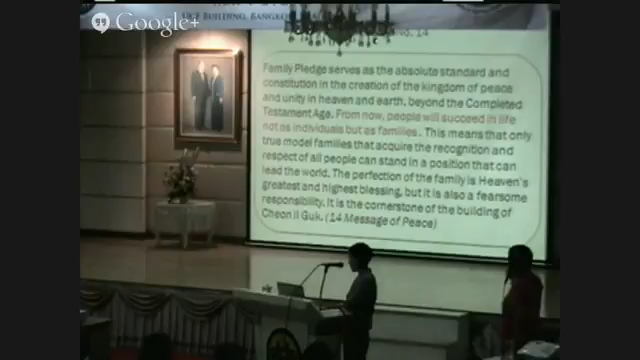 Google+
UCI BUILDING, BANGKOK
No. 14
Family Pledge serves as the absolute standard and
constitution in the creation of the kingdom of peace
and unity in heaven and earth, beyond the Completed
Testament Age. From now, people will succeed in life
not as individuals but as families. This means that only
true model families that acquire the recognition and
respect of all people can stand in a position that can
lead the world. The perfection of the family is Heaven's
greatest and highest blessing, but it is also a fearsome
responsibility. It is the cornerstone of the building of
Cheon Il Guk. (14 Message of Peace)